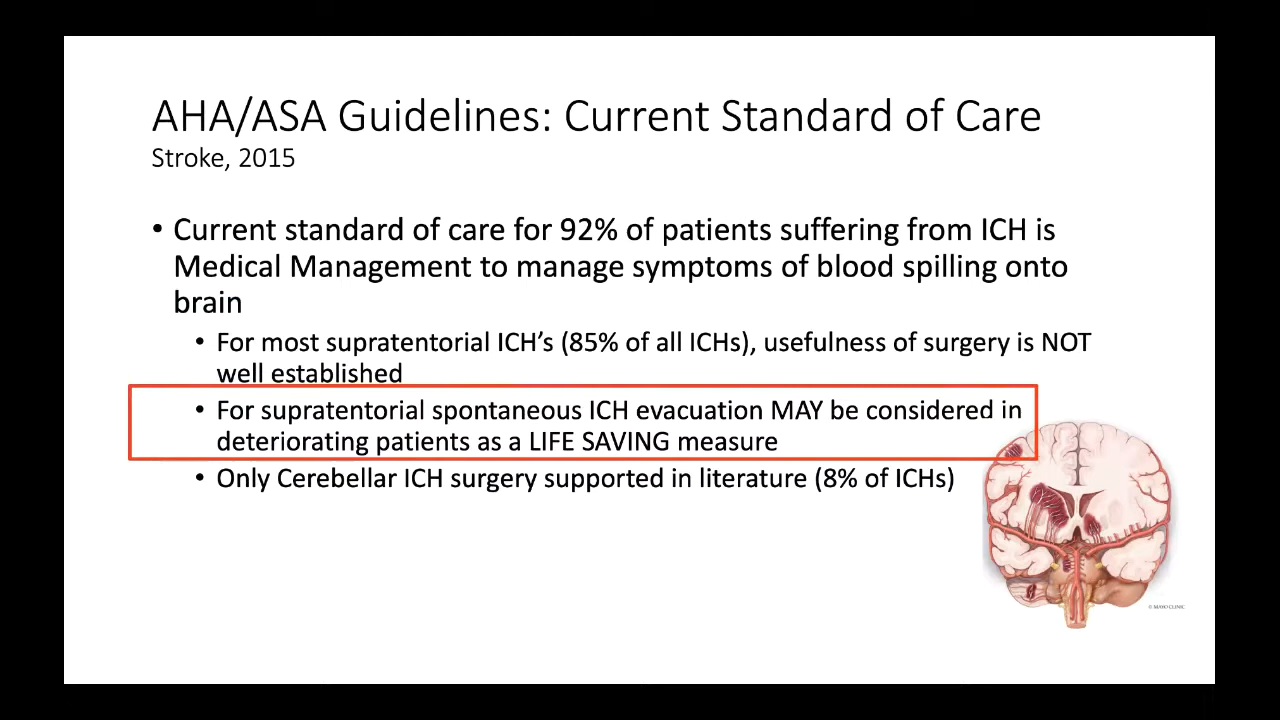 AHA/ASA Guidelines: Current Standard of Care
Stroke, 2015
• Current standard of care for 92% of patients suffering from ICH is
Medical Management to manage symptoms of blood spilling onto
brain
• For most supratentorial ICH’s (85% of all ICHs), usefulness of surgery is NOT
well established
• For supratentorial spontaneous ICH evacuation MAY be considered in
deteriorating patients as a LIFE SAVING measure
• Only Cerebellar ICH surgery supported in literature (8% of ICHs)
© MAYO CLINIC